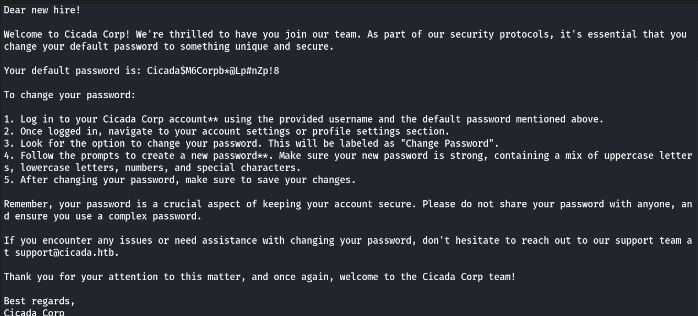 Dear new hire!
Welcome to Cicada Corp! We're thrilled to have you join our team. As part of our security protocols, it's essential that you
change your default password to something unique and secure.
Your default password is: Cicada$M6Corpb*@Lp#nZp!8
To change your password:
1. Log in to your Cicada Corp account** using the provided username and the default password mentioned above.
2. Once logged in, navigate to your account settings or profile settings section.
3. Look for the option to change your password. This will be labeled as "Change Password".
4. Follow the prompts to create a new password**. Make sure your new password is strong, containing a mix of uppercase letter
s, lowercase letters, numbers, and special characters.
5. After changing your password, make sure to save your changes.
Remember, your password is a crucial aspect of keeping your account secure. Please do not share your password with anyone, an
d ensure you use a complex password.
If you encounter any issues or need assistance with changing your password, don't hesitate to reach out to our support team a
t support@cicada.htb.
Thank you for your attention to this matter, and once again, welcome to the Cicada Corp team!
Best regards,
Cicada Corp